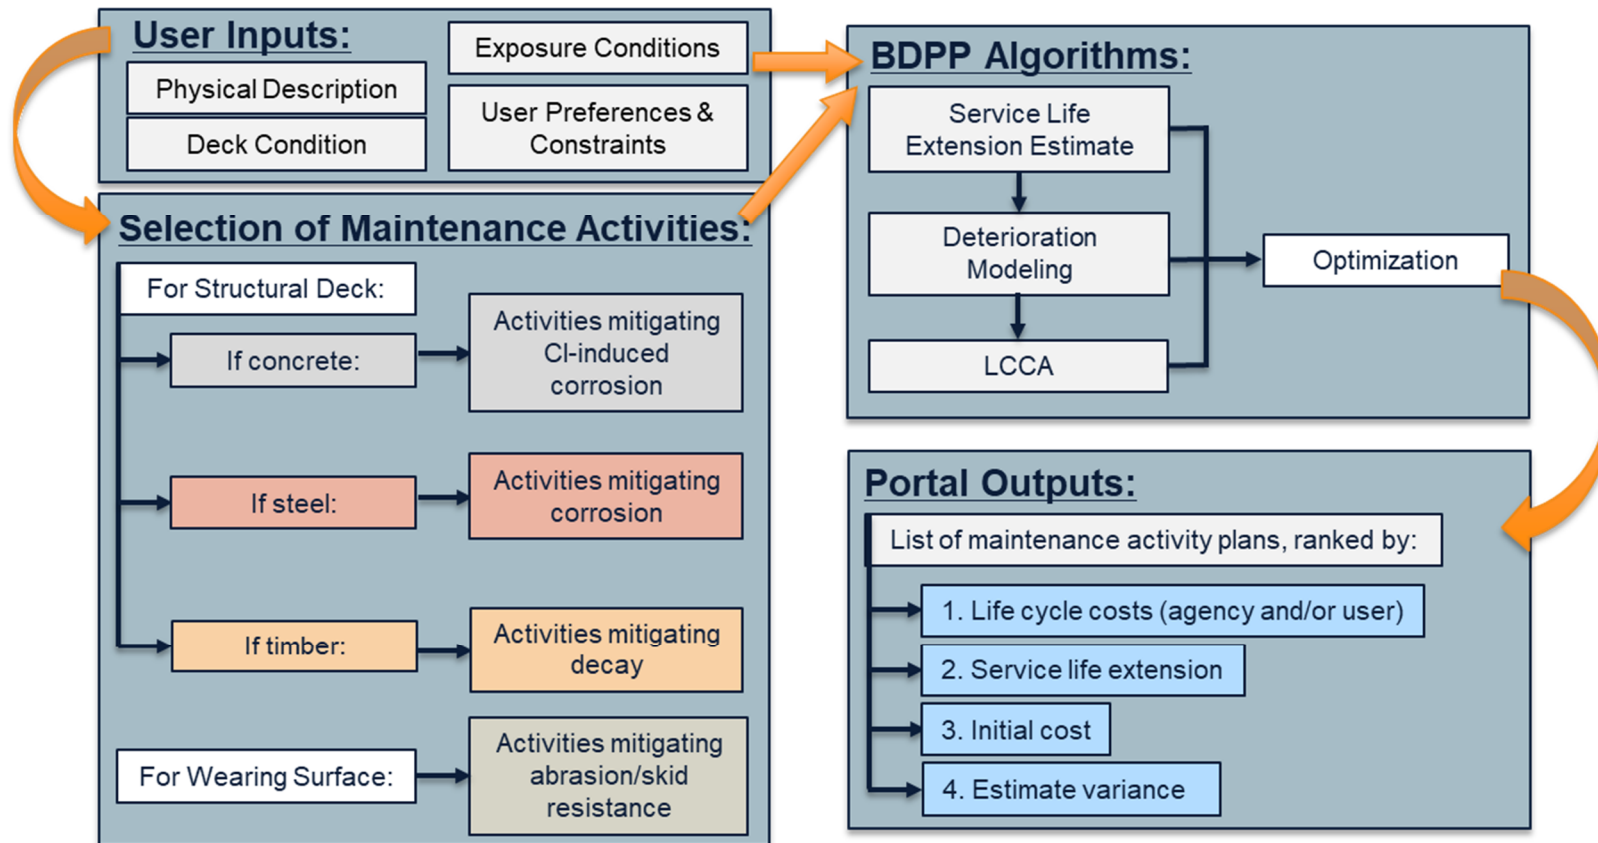 User Inputs:
Physical Description
Deck Condition
Exposure Conditions
User Preferences &
Constraints
Selection of Maintenance Activities:
For Structural Deck:
If concrete:
Activities mitigating
Cl-induced
corrosion
If steel:
Activities mitigating
corrosion
If timber:
Activities mitigating
decay
For Wearing Surface:
Activities mitigating
abrasion/skid
resistance
BDPP Algorithms:
Service Life
Extension Estimate
Deterioration
Modeling
LCCA
Optimization
Portal Outputs:
List of maintenance activity plans, ranked by:
1. Life cycle costs (agency and/or user)
2. Service life extension
3. Initial cost
4. Estimate variance